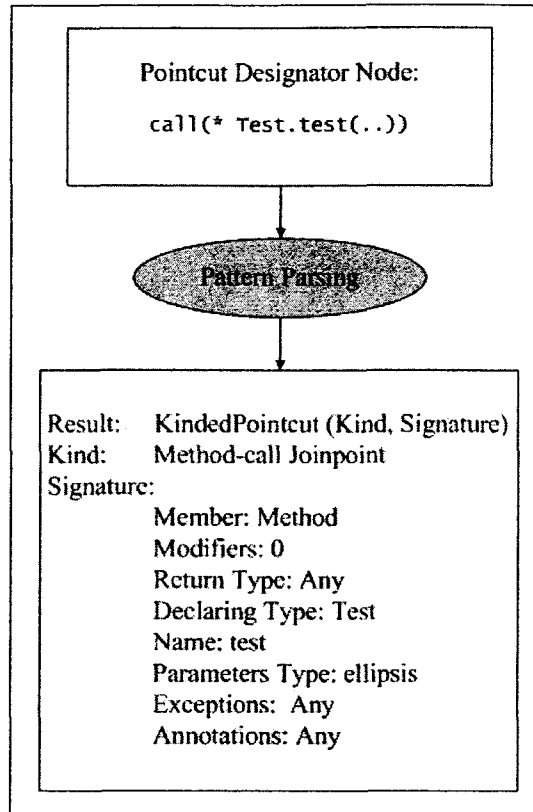 Pointcut Designator Node:
call(* Test.test(..))
Pattern Parsing
Result: KindedPointcut (Kind, Signature)
Kind: Method-call Joinpoint
Signature:
Member: Method
Modifiers: 0
Return Type: Any
Declaring Type: Test
Name: test
Parameters Type: ellipsis
Exceptions: Any
Annotations: Any